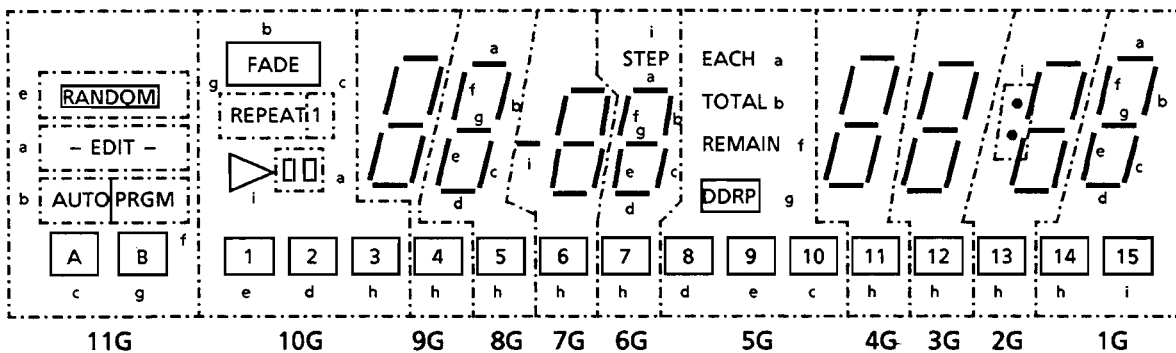 b i
a a
FADE STEP EACH a
g c f a i f b
e RANDOM b TOTAL b g
REPEAT 1 g f b
g
a – EDIT – REMAIN f
e c i e
c
a e c d
b AUTO PRGM i d d DDRP g
f
A B 1 2 3 4 5 6 7 8 9 10 11 12 13 14 15
c g e d h h h h h d e c h h h h i
11G 10G 9G 8G 7G 6G 5G 4G 3G 2G 1G